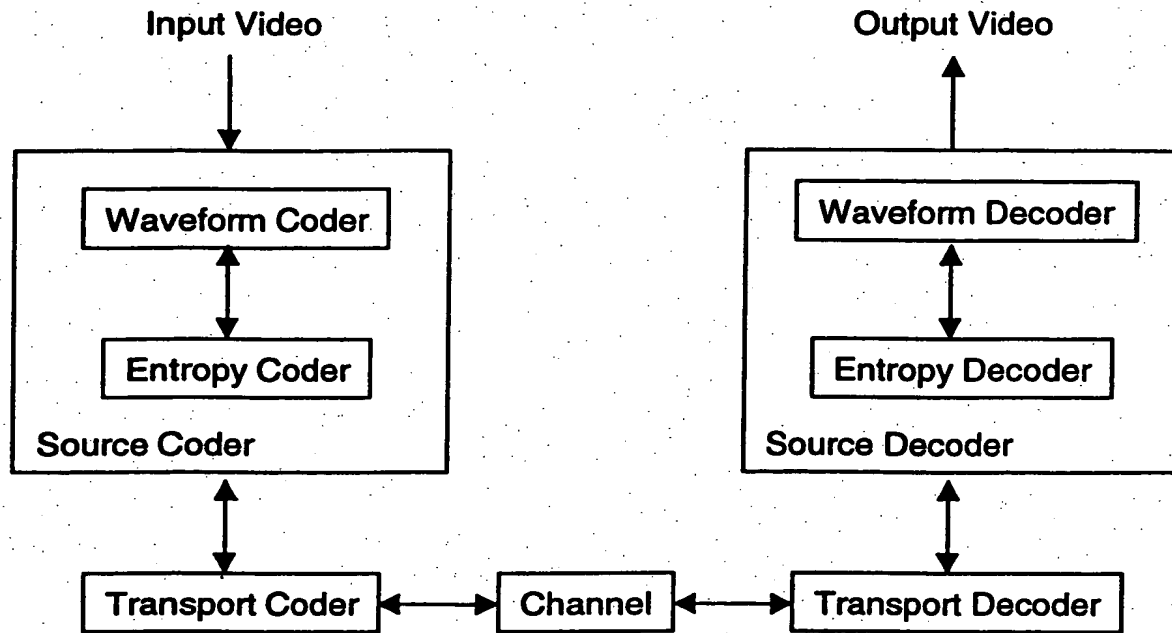 Input Video
Output Video
Waveform Coder
Waveform Decoder
Entropy Coder
Entropy Decoder
Source Coder
Source Decoder
Transport Coder
Channel
Transport Decoder